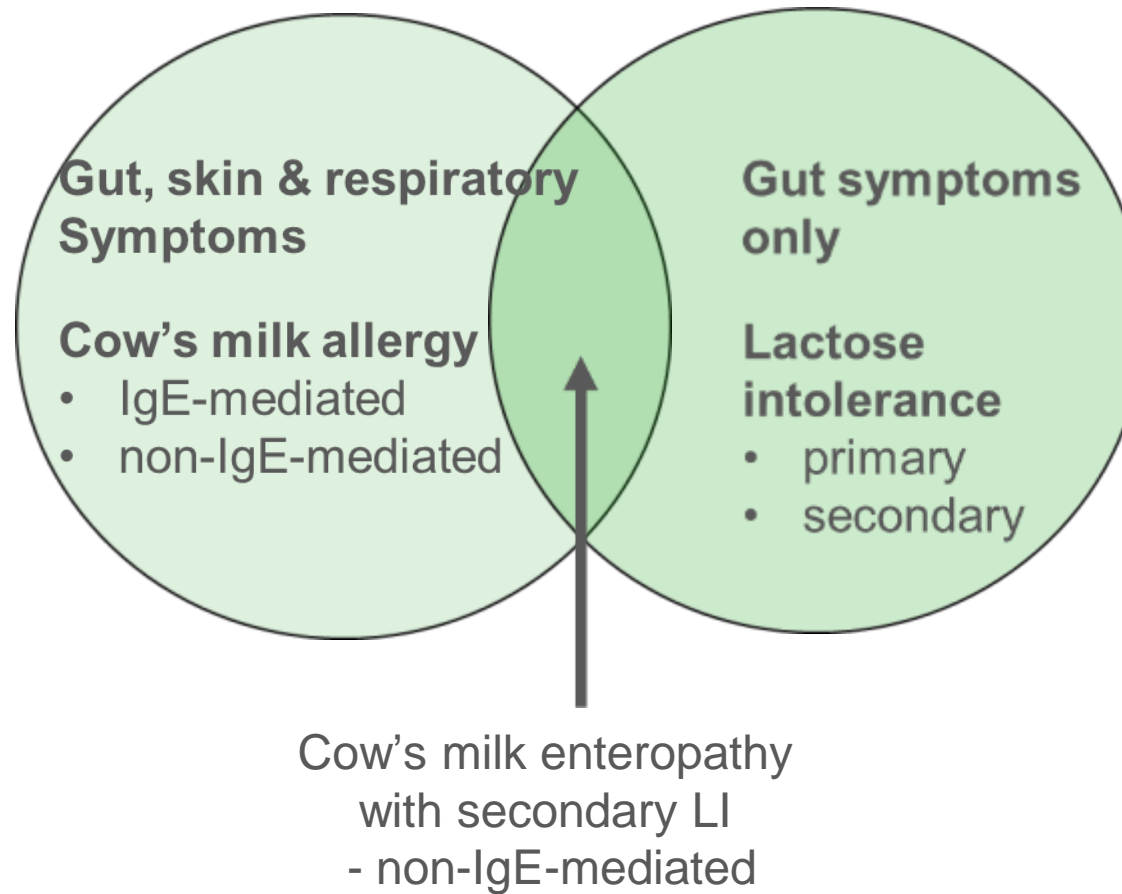 Gut, skin & respiratory
Symptoms
Cow’s milk allergy
• IgE-mediated
• non-IgE-mediated
Gut symptoms
only
Lactose
intolerance
• primary
• secondary
Cow’s milk enteropathy
with secondary LI
- non-IgE-mediated